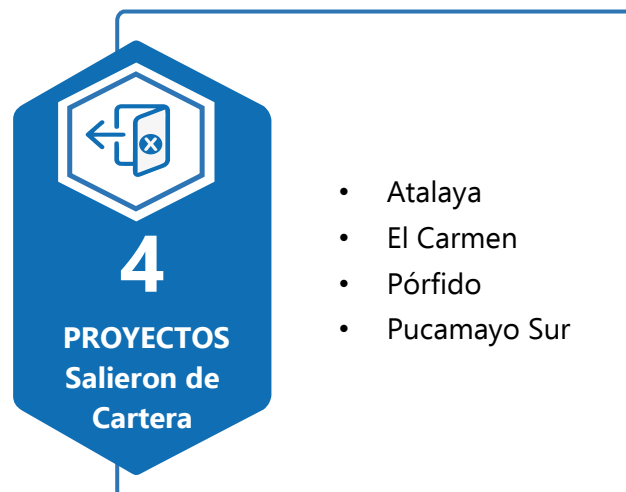 4
PROYECTOS
Salieron de
Cartera
• Atalaya
• El Carmen
• Pórfido
• Pucamayo Sur